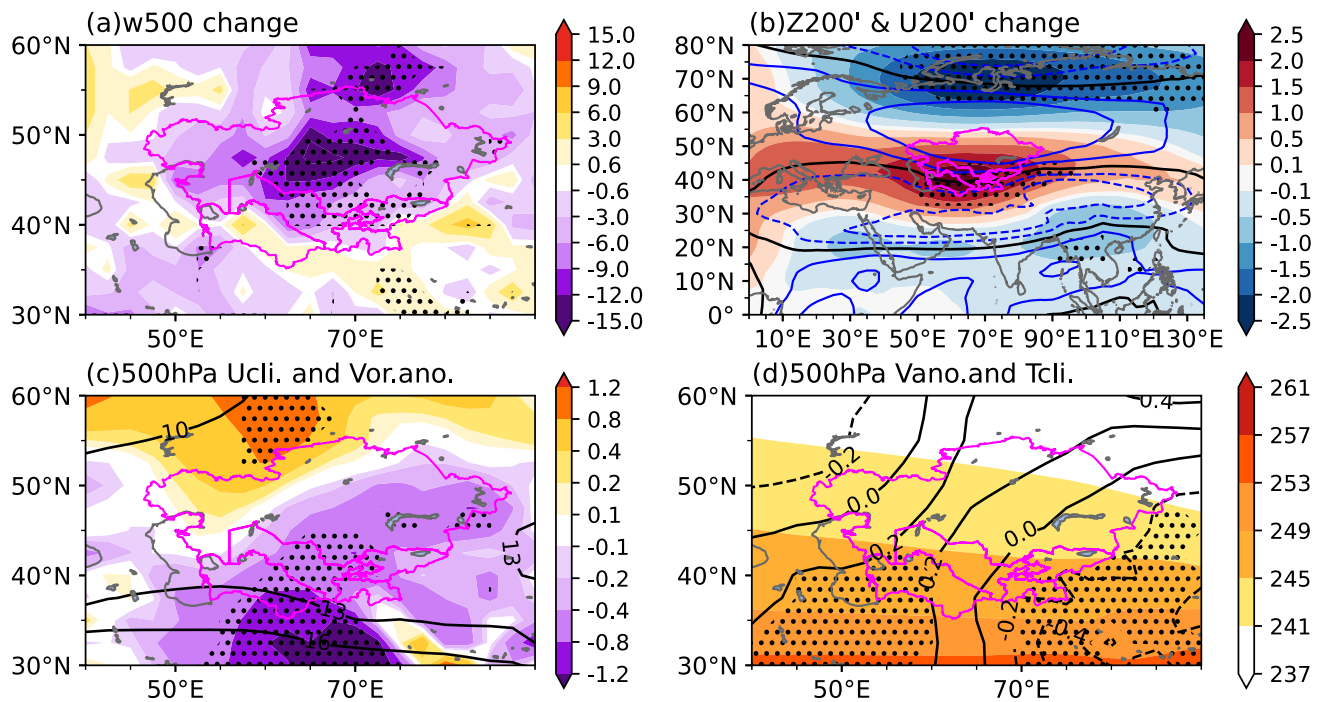 (a)w500 change
60°N
50°N
40°N
30°N
50°E
70°E
15.0
12.0
9.0
6.0
3.0
0.6
-0.6
-3.0
-6.0
-9.0
-12.0
-15.0
(b)Z200' & U200' change
80°N
70°N
60°N
50°N
40°N
30°N
20°N
10°N
0°
10°E
30°E
50°E
70°E
90°E
110°E
135°E
2.5
2.0
1.5
1.0
0.5
0.1
-0.1
-0.5
-1.0
-1.5
-2.0
-2.5
(c)500hPa Ucli. and Vor.ano.
60°N
50°N
40°N
30°N
50°E
70°E
10
13
13
16
1.2
0.8
0.4
0.2
0.1
-0.1
-0.2
-0.4
-0.8
-1.2
(d)500hPa Vano.and Tcli.
60°N
50°N
40°N
30°N
50°E
70°E
0.4
-0.2
0.0
0.0
0.2
0.2
-0.2
-0.4
261
257
253
249
245
241
237